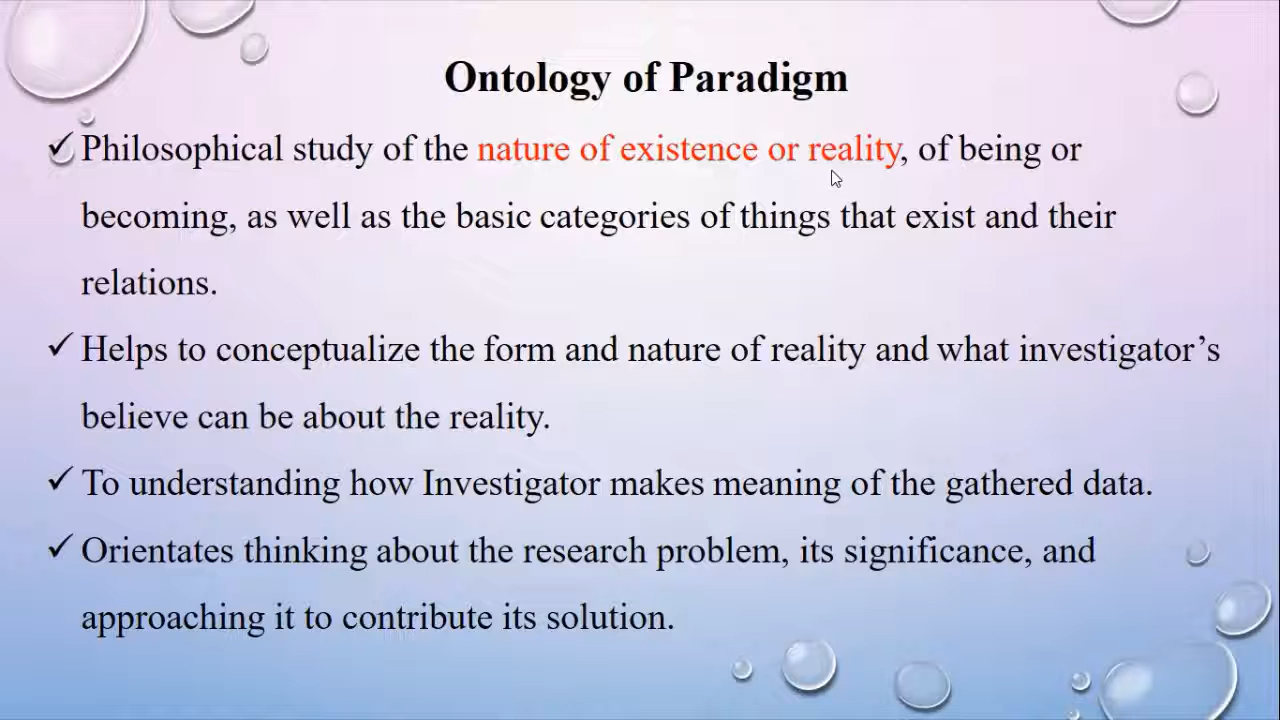 Ontology of Paradigm
✓ Philosophical study of the nature of existence or reality, of being or
becoming, as well as the basic categories of things that exist and their
relations.
✓ Helps to conceptualize the form and nature of reality and what investigator’s
believe can be about the reality.
✓ To understanding how Investigator makes meaning of the gathered data.
✓ Orientates thinking about the research problem, its significance, and
approaching it to contribute its solution.